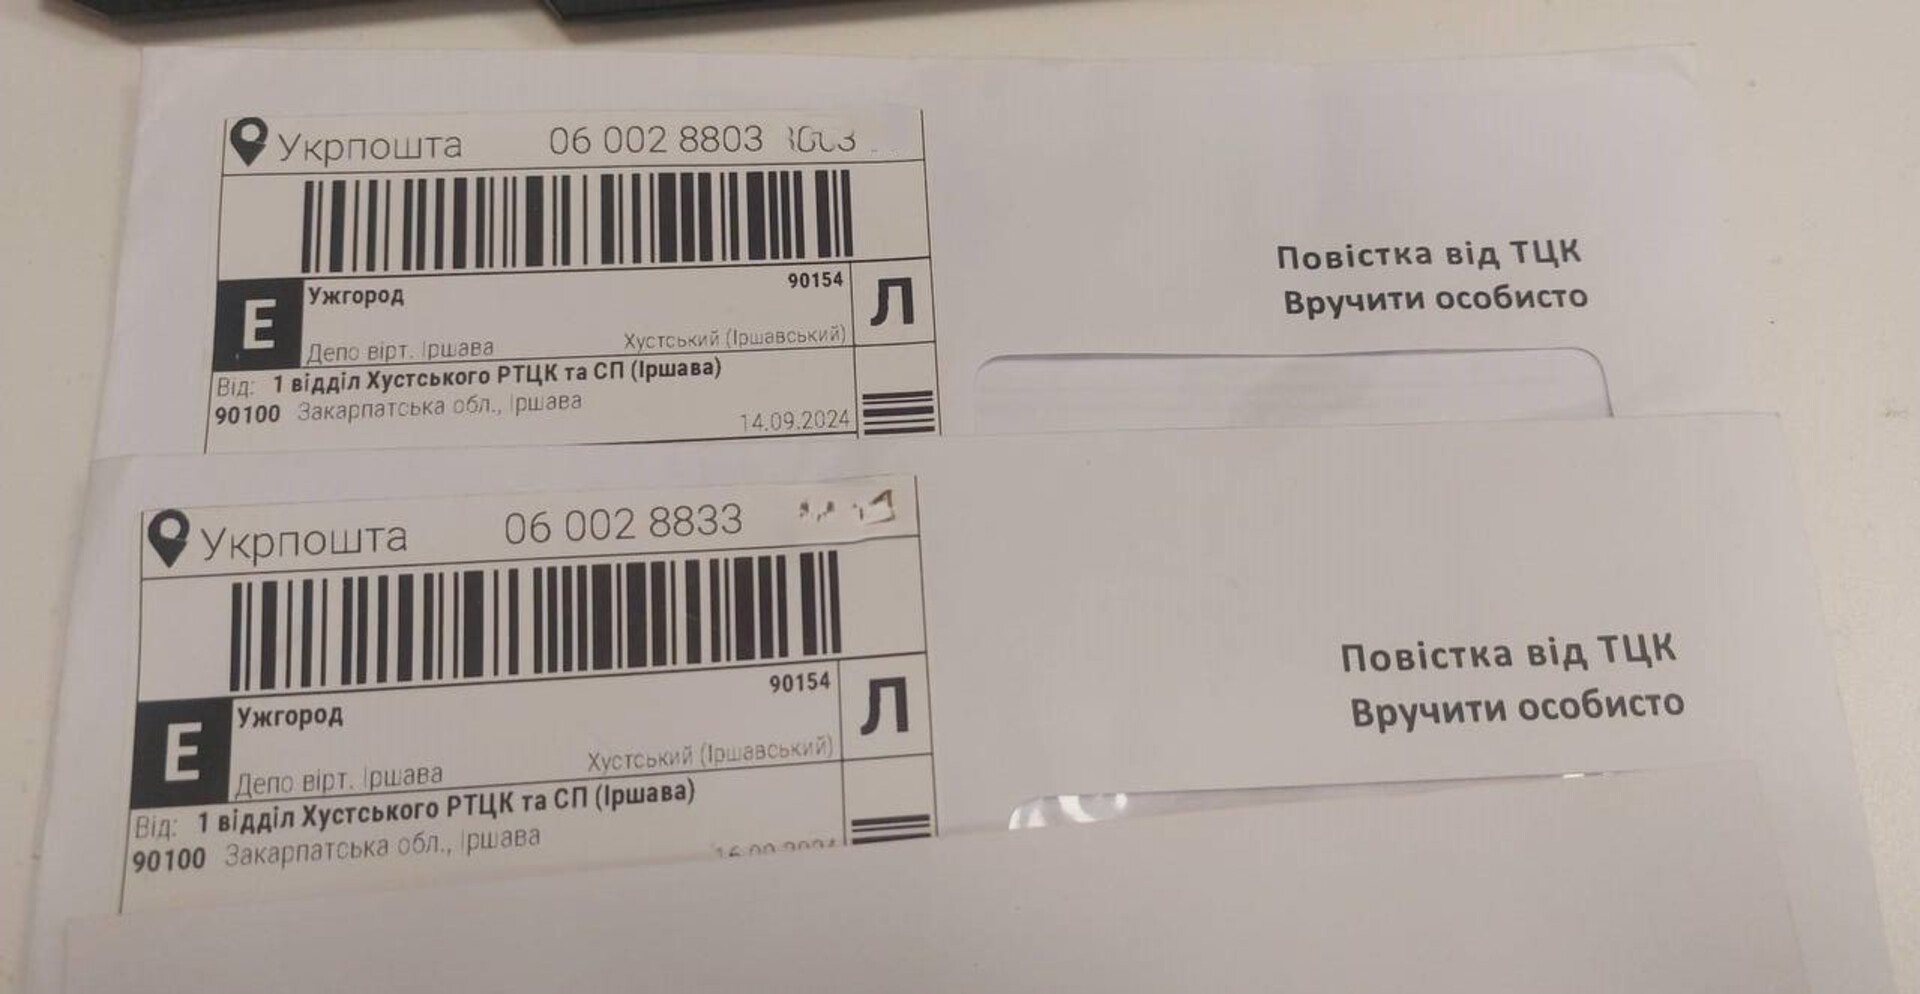 Укрпошта 06 002 8803
90154
Ужгород
Е
Л
Депо вірт. Іршава Хустський (Іршавський)
Від: 1 відділ Хустського РТЦК та СП (Іршава)
90100 Закарпатська обл., Іршава
14.09.2024
Повістка від ТЦК
Вручити особисто
Укрпошта 06 002 8833
90154
Ужгород
Е
Л
Депо вірт. Іршава Хустський (Іршавський)
Від: 1 відділ Хустського РТЦК та СП (Іршава)
90100 Закарпатська обл., Іршава
16.09.2024
Повістка від ТЦК
Вручити особисто